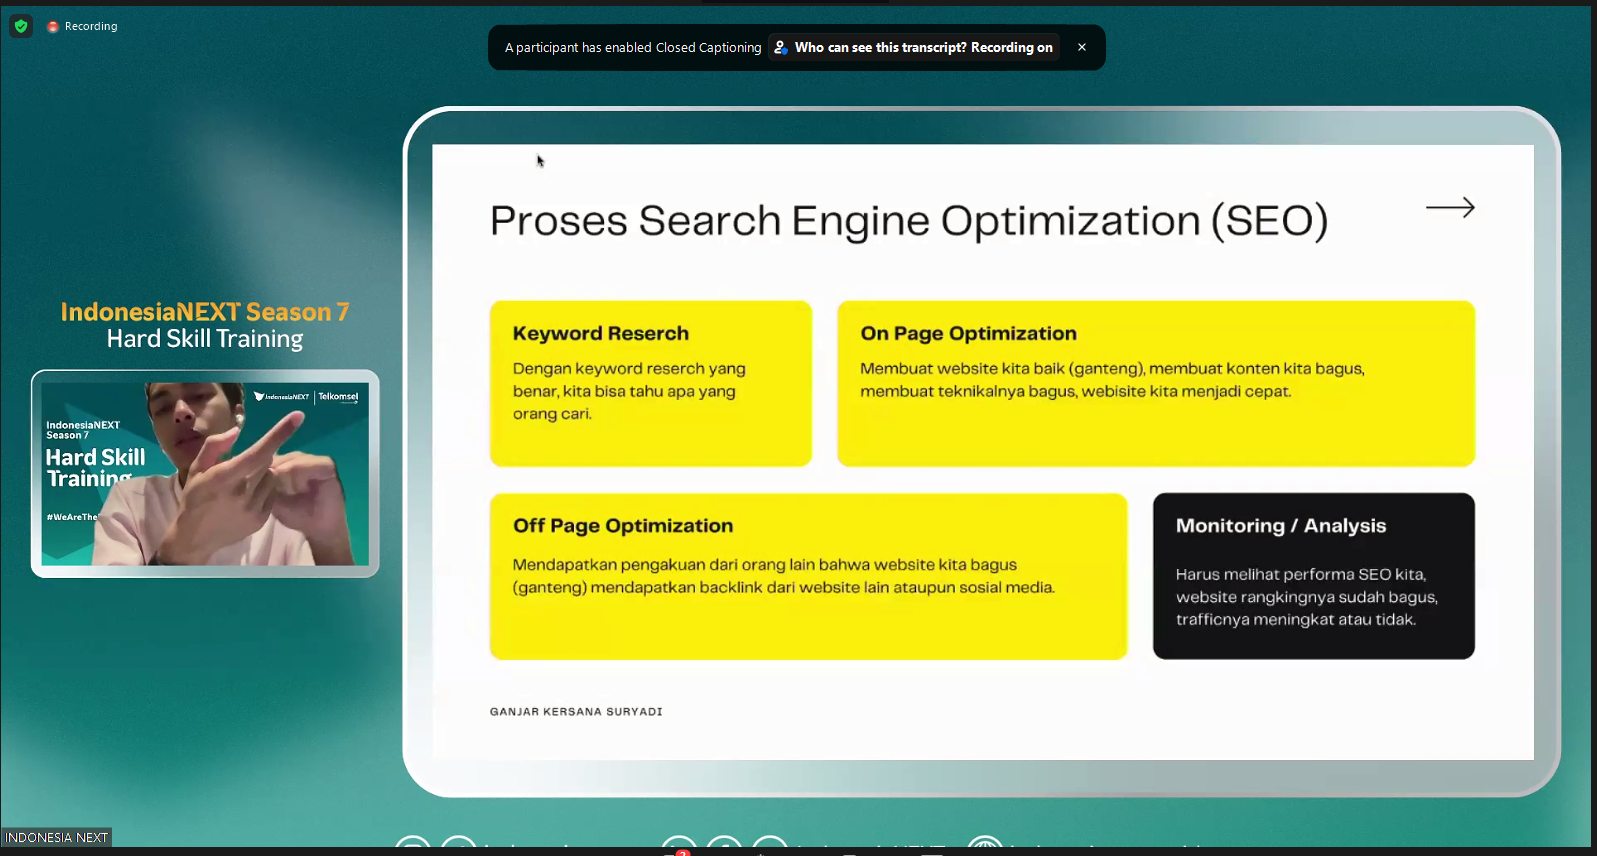 Recording
A participant has enabled Closed Captioning Who can see this transcript? Recording on
Proses Search Engine Optimization (SEO)
IndonesiaNEXT Season 7
Hard Skill Training
IndonesiaNEXT Telkomsel
IndonesiaNEXT
Season 7
Hard Skill
Training
#WeAreThe
Keyword Reserch
Dengan keyword reserch yang
benar, kita bisa tahu apa yang
orang cari.
On Page Optimization
Membuat website kita baik (ganteng), membuat konten kita bagus,
membuat teknikalnya bagus, webisite kita menjadi cepat.
Off Page Optimization
Mendapatkan pengakuan dari orang lain bahwa website kita bagus
(ganteng) mendapatkan backlink dari website lain ataupun sosial media.
Monitoring / Analysis
Harus melihat performa SEO kita,
website rangkingnya sudah bagus,
trafficnya meningkat atau tidak.
GANJAR KERSANA SURYADI
INDONESIA NEXT